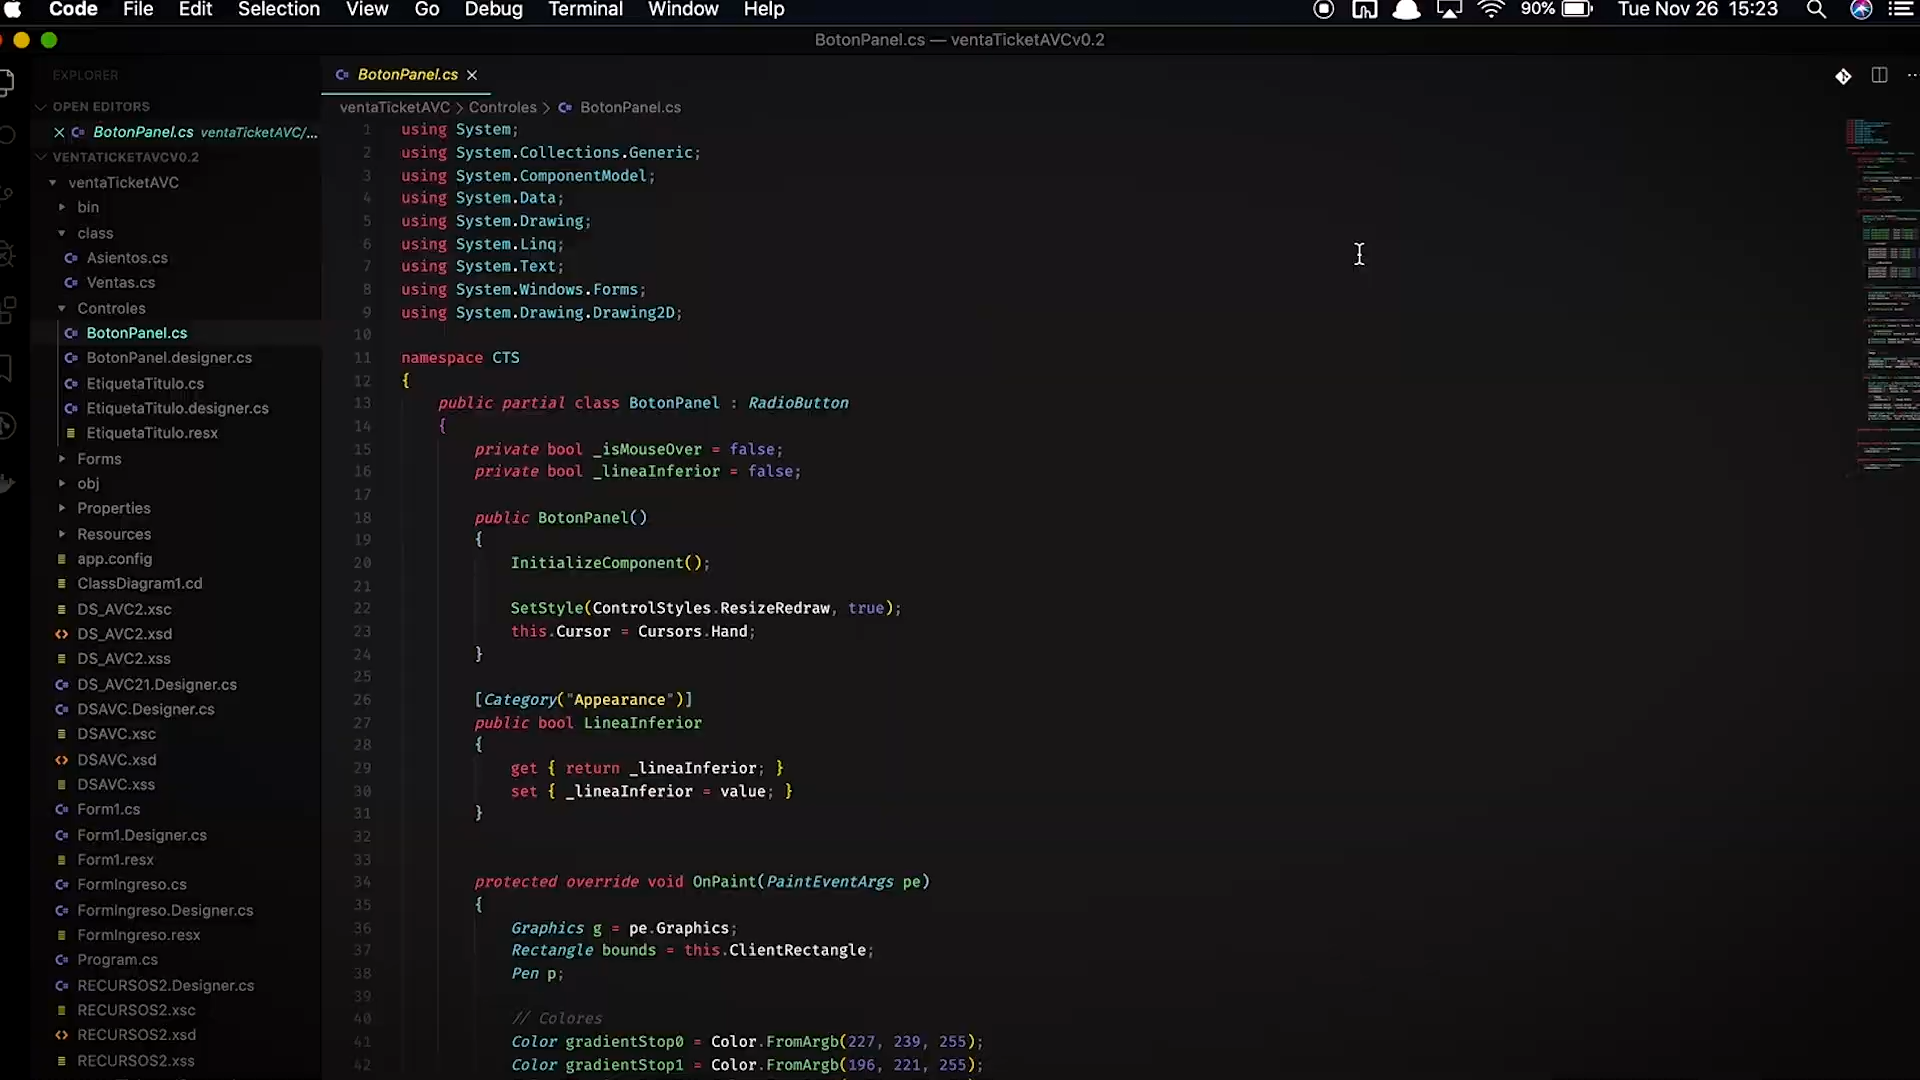 Code File Edit Selection View Go Debug Terminal Window Help 90% Tue Nov 26 15:23
BotonPanel.cs — ventaTicketAVCv0.2
EXPLORER
OPEN EDITORS
BotonPanel.cs ventaTicketAVC/...
VENTATICKETAVCV0.2
ventaTicketAVC
bin
class
Asientos.cs
Ventas.cs
Controles
BotonPanel.cs
BotonPanel.designer.cs
EtiquetaTitulo.cs
EtiquetaTitulo.designer.cs
EtiquetaTitulo.resx
Forms
obj
Properties
Resources
app.config
ClassDiagram1.cd
DS_AVC2.xsc
DS_AVC2.xsd
DS_AVC2.xss
DS_AVC21.Designer.cs
DSAVC.Designer.cs
DSAVC.xsc
DSAVC.xsd
DSAVC.xss
Form1.cs
Form1.Designer.cs
Form1.resx
FormIngreso.cs
FormIngreso.Designer.cs
FormIngreso.resx
Program.cs
RECURSOS2.Designer.cs
RECURSOS2.xsc
RECURSOS2.xsd
RECURSOS2.xss
BotonPanel.cs
ventaTicketAVC > Controles > BotonPanel.cs
1 using System;
2 using System.Collections.Generic;
3 using System.ComponentModel;
4 using System.Data;
5 using System.Drawing;
6 using System.Linq;
7 using System.Text;
8 using System.Windows.Forms;
9 using System.Drawing.Drawing2D;
10
11 namespace CTS
12 {
13 public partial class BotonPanel : RadioButton
14 {
15 private bool _isMouseOver = false;
16 private bool _lineaInferior = false;
17
18 public BotonPanel()
19 {
20 InitializeComponent();
21
22 SetStyle(ControlStyles.ResizeRedraw, true);
23 this.Cursor = Cursors.Hand;
24 }
25
26 [Category("Appearance")]
27 public bool LineaInferior
28 {
29 get { return _lineaInferior; }
30 set { _lineaInferior = value; }
31 }
32
33
34 protected override void OnPaint(PaintEventArgs pe)
35 {
36 Graphics g = pe.Graphics;
37 Rectangle bounds = this.ClientRectangle;
38 Pen p;
39
40 // Colores
41 Color gradientStop0 = Color.FromArgb(227, 239, 255);
42 Color gradientStop1 = Color.FromArgb(196, 221, 255);